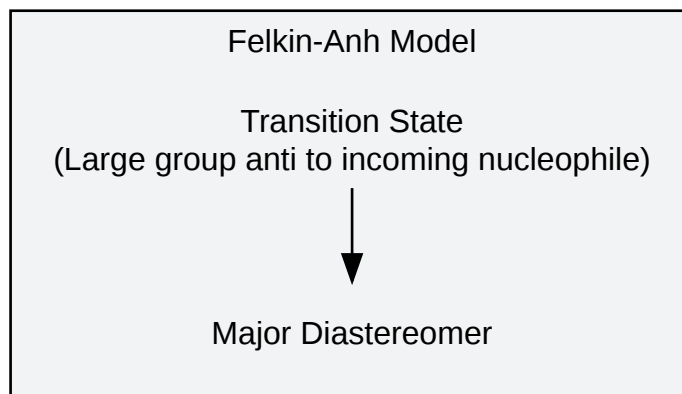 Felkin-Anh Model
Transition State
(Large group anti to incoming nucleophile)
Major Diastereomer